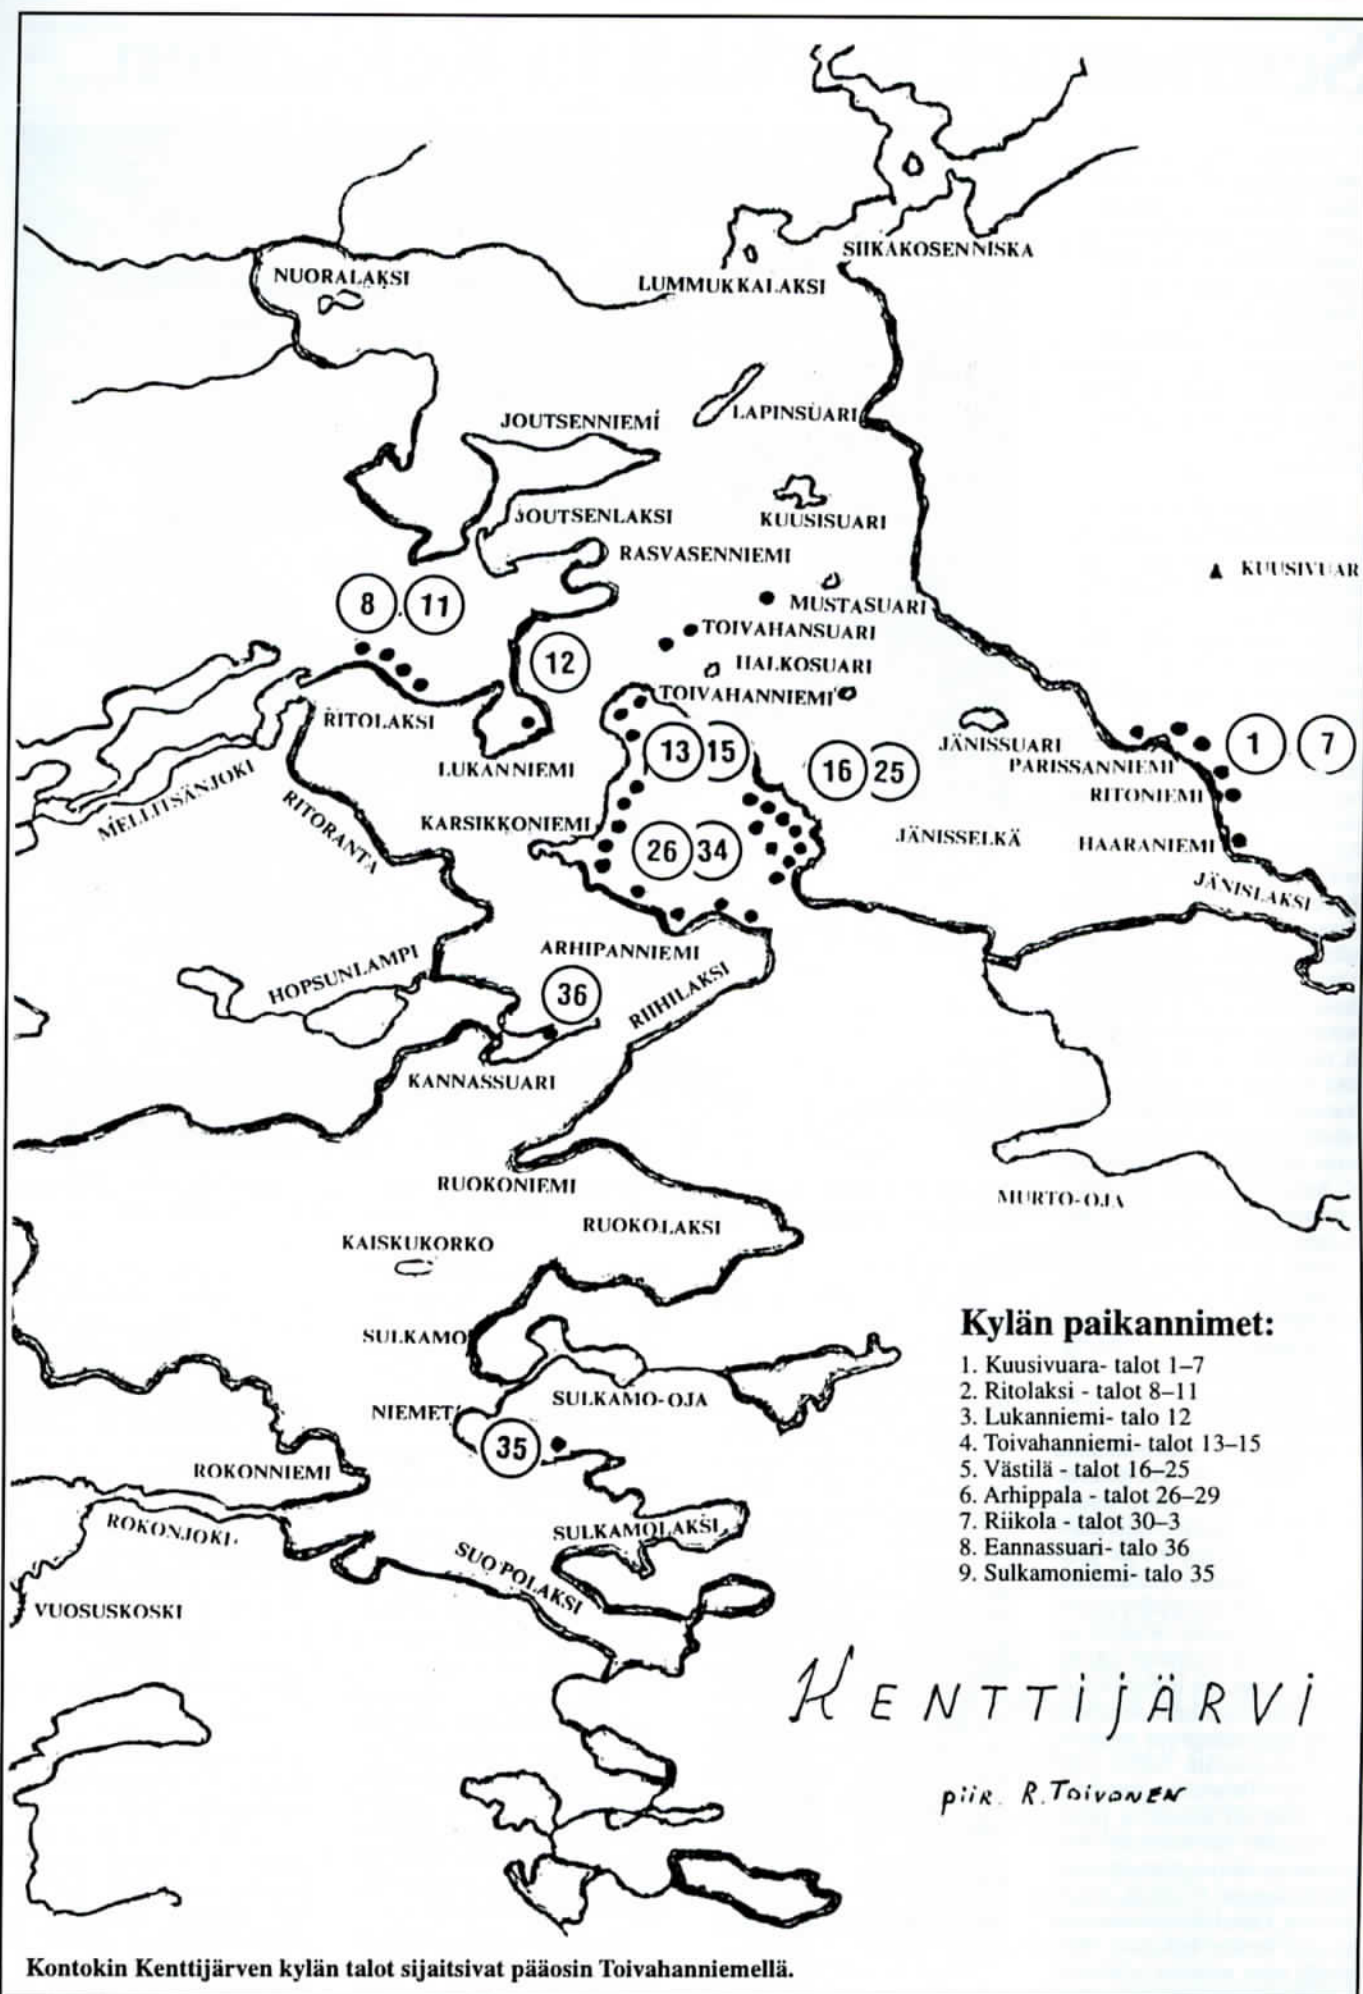 SIIKAKOSENNISKA
NUORALAKSI
LUMMUKKALAKSI
LAPINSUARI
JOUTSENNIEMI
JOUTSENLAKSI
KUUSISUARI
RASVASENNIEMI
KUUSIVUAR
8 . 11
MUSTASUARI
TOIVAHANSUARI
12
HALKOSUARI
TOIVAHANNIEMI
RITOLAKSI
JÄNISSUARI
1 7
13 15
16 25
PARISSANNIEMI
LUKANNIEMI
MELLITSÄNJOKI
RITORANTA
RITONIEMI
KARSIKKONIEMI
26 34
JÄNISSELKÄ
HAARANIEMI
JÄNISLAKSI
ARHIPANNIEMI
HOPSUNLAMPI
36
RIIHILAKSI
KANNASSUARI
RUOKONIEMI
MURTO-OJA
RUOKOLAKSI
KAISKUKORKO
SULKAMO
SULKAMO-OJA
NIEMET
35
ROKONNIEMI
ROKONJOKI
SULKAMOLAKSI
SUOPOLAKSI
VUOSUSKOSKI
Kylän paikannimet:
1. Kuusivuara- talot 1–7
2. Ritolaksi - talot 8–11
3. Lukanniemi- talo 12
4. Toivahanniemi- talot 13–15
5. Västilä - talot 16–25
6. Arhippala - talot 26–29
7. Riikola - talot 30–3
8. Eannassuari- talo 36
9. Sulkamoniemi- talo 35
KENTTIJÄRVI
piir. R. TOIVONEN
Kontokin Kenttijärven kylän talot sijaitsivat pääosin Toivahanniemellä.